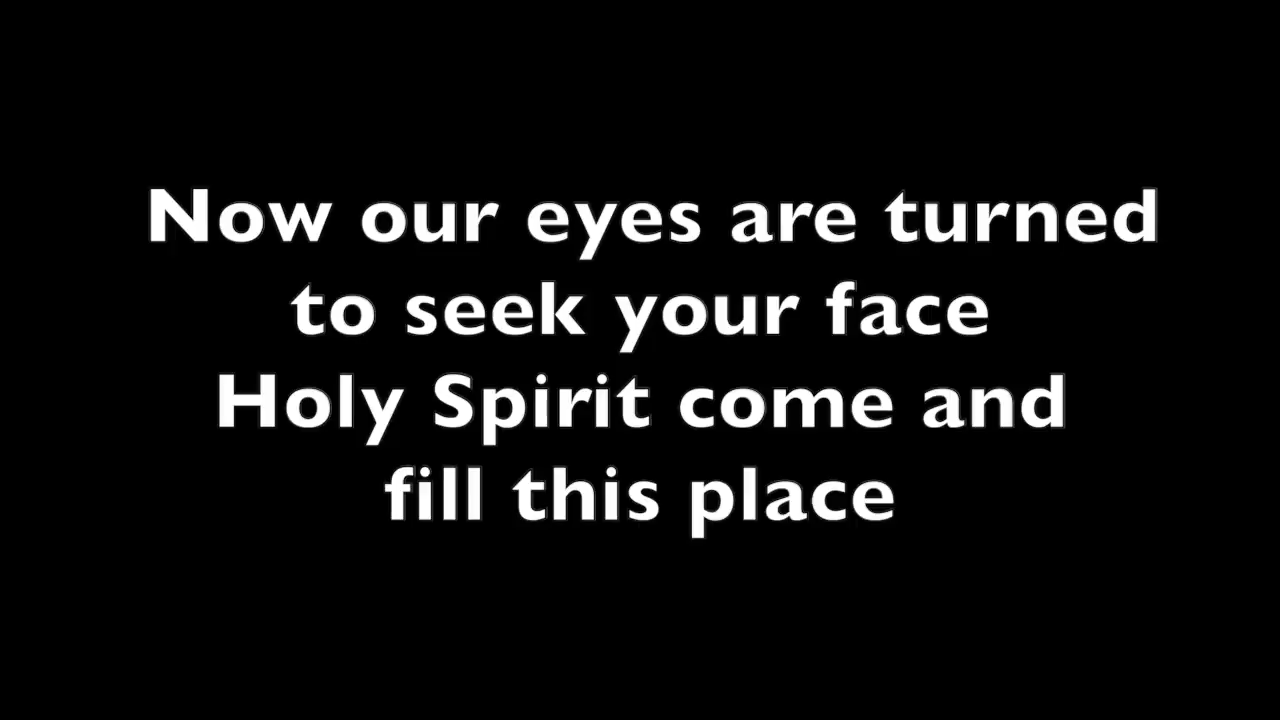 Now our eyes are turned
to seek your face
Holy Spirit come and
fill this place